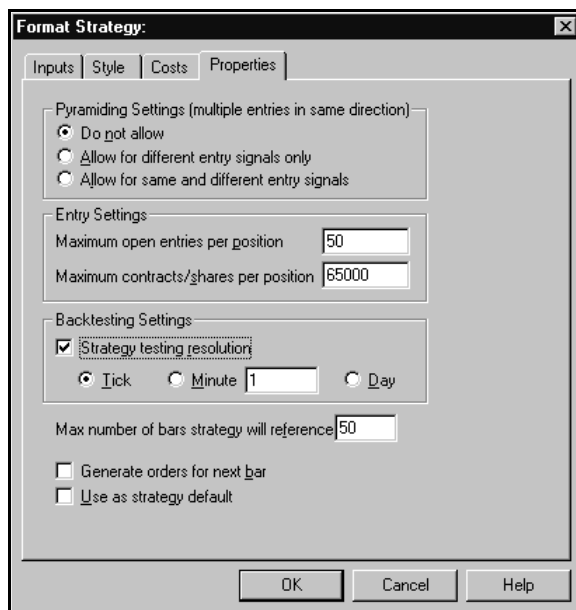 Format Strategy:
Inputs Style Costs Properties
Pyramiding Settings (multiple entries in same direction)
Do not allow
Allow for different entry signals only
Allow for same and different entry signals
Entry Settings
Maximum open entries per position 50
Maximum contracts/shares per position 65000
Backtesting Settings
Strategy testing resolution
Tick Minute 1 Day
Max number of bars strategy will reference 50
Generate orders for next bar
Use as strategy default
OK Cancel Help